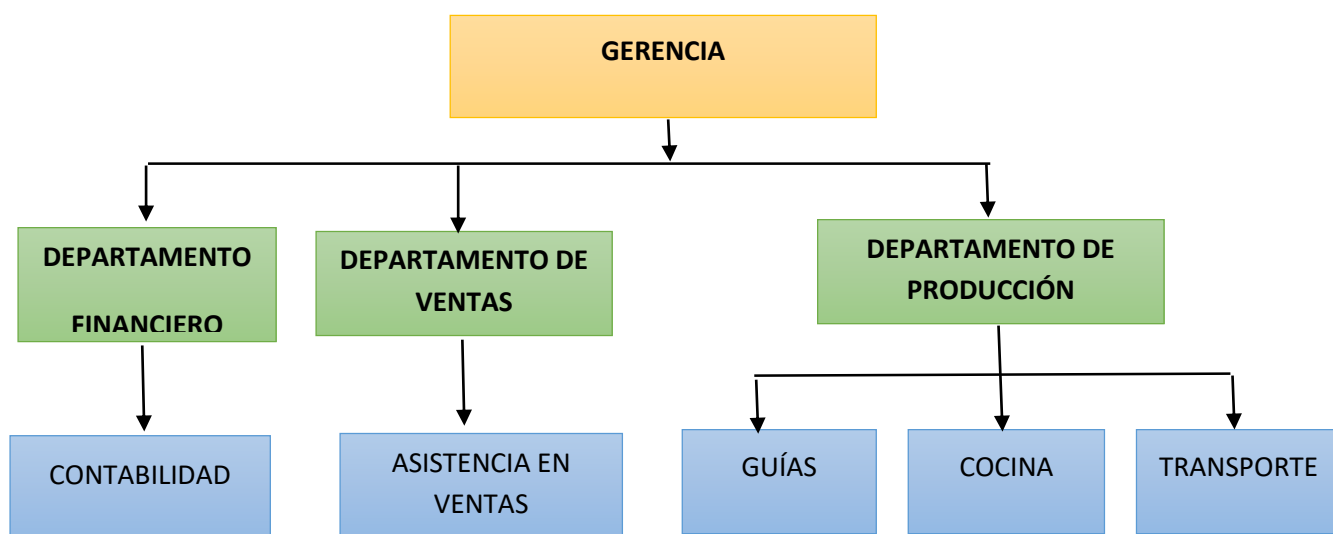 GERENCIA
DEPARTAMENTO
FINANCIERO
DEPARTAMENTO DE
VENTAS
DEPARTAMENTO DE
PRODUCCIÓN
CONTABILIDAD
ASISTENCIA EN
VENTAS
GUÍAS
COCINA
TRANSPORTE